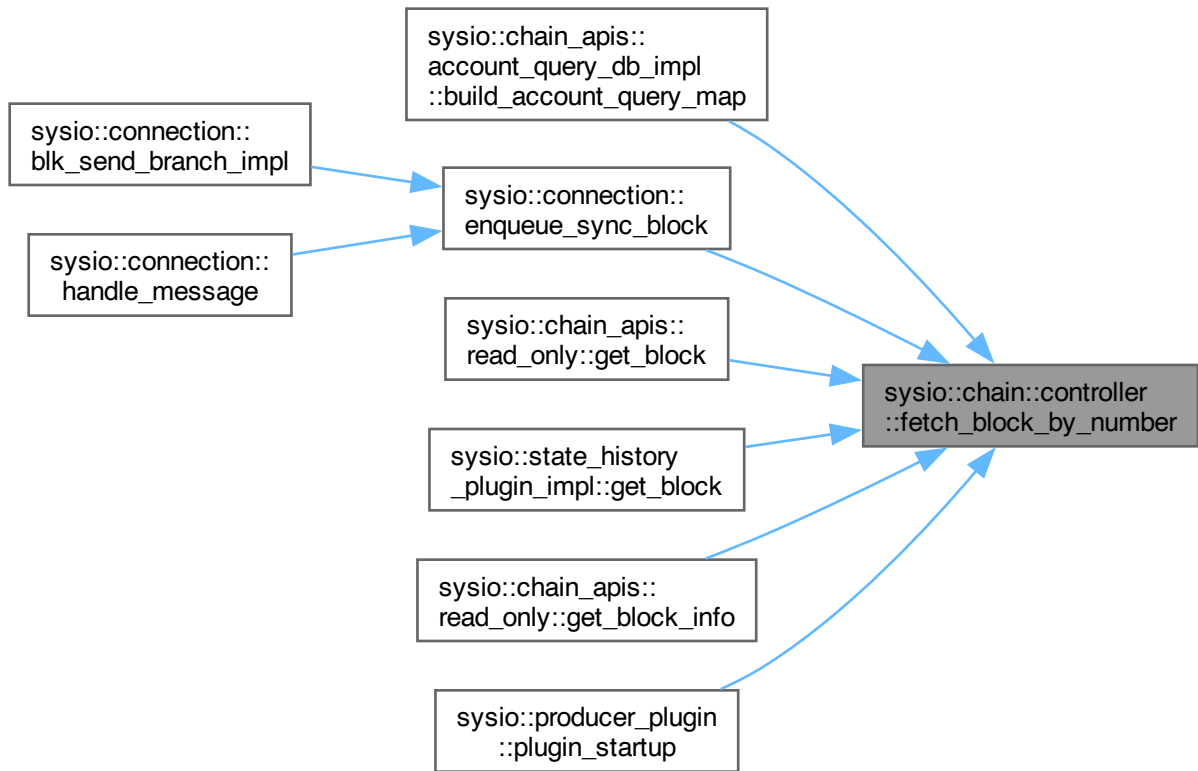 sysio::chain_apis::
account_query_db_impl
::build_account_query_map
sysio::connection::
blk_send_branch_impl
sysio::connection::
enqueue_sync_block
sysio::connection::
handle_message
sysio::chain_apis::
read_only::get_block
sysio::chain::controller
::fetch_block_by_number
sysio::state_history
_plugin_impl::get_block
sysio::chain_apis::
read_only::get_block_info
sysio::producer_plugin
::plugin_startup